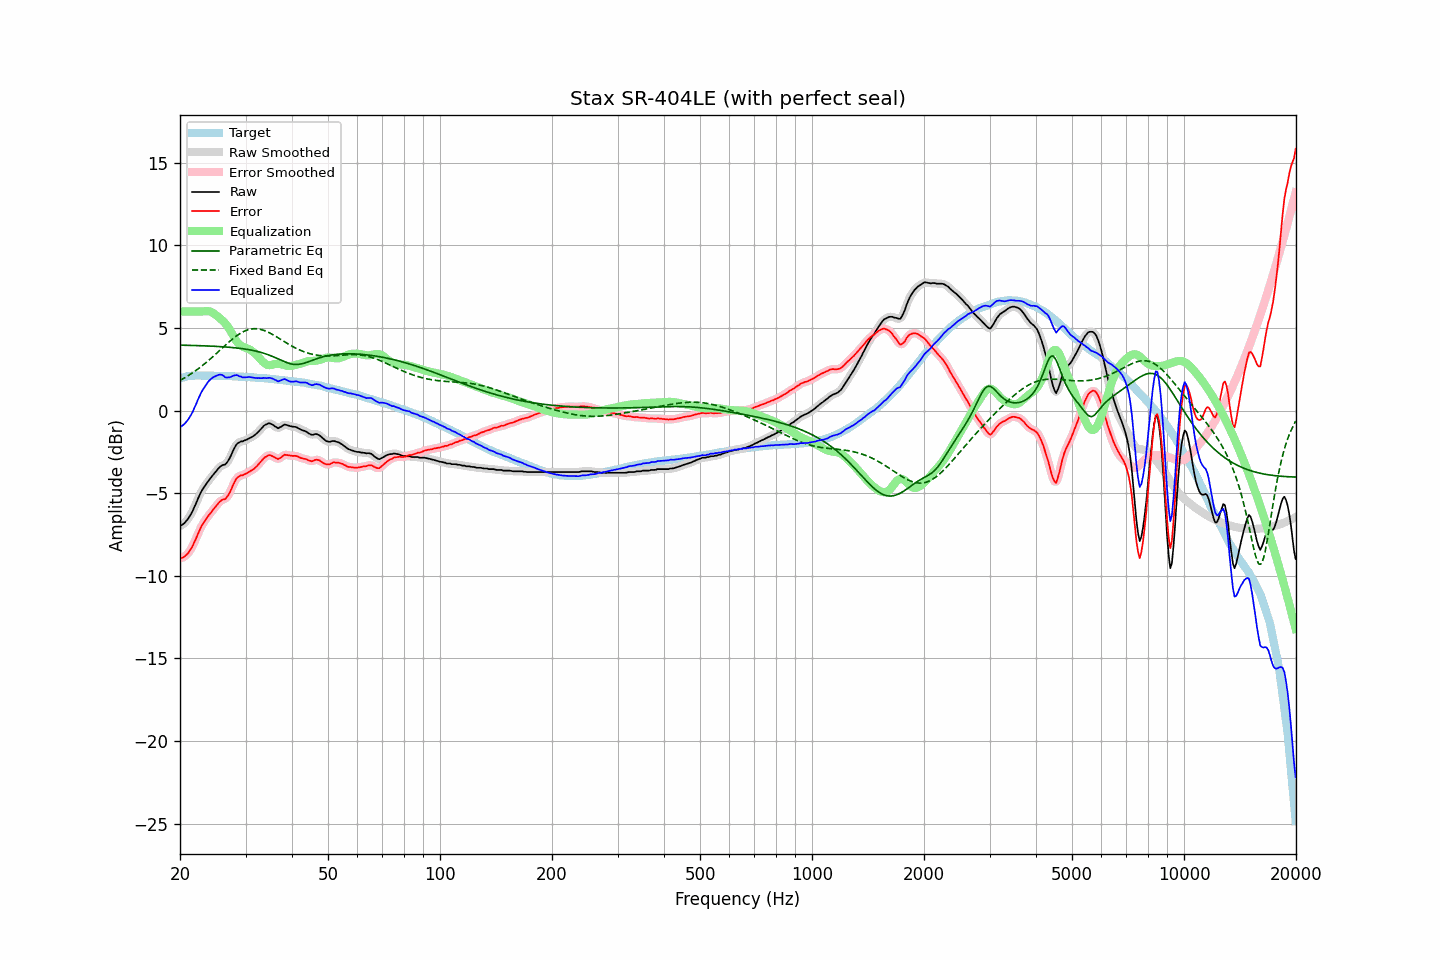 Stax SR-404LE (with perfect seal)
Target
Raw Smoothed
Error Smoothed
Raw
Error
Equalization
Parametric Eq
Fixed Band Eq
Equalized
15
10
5
0
−5
−10
−15
−20
−25
Amplitude (dBr)
20 50 100 200 500 1000 2000 5000 10000 20000
Frequency (Hz)